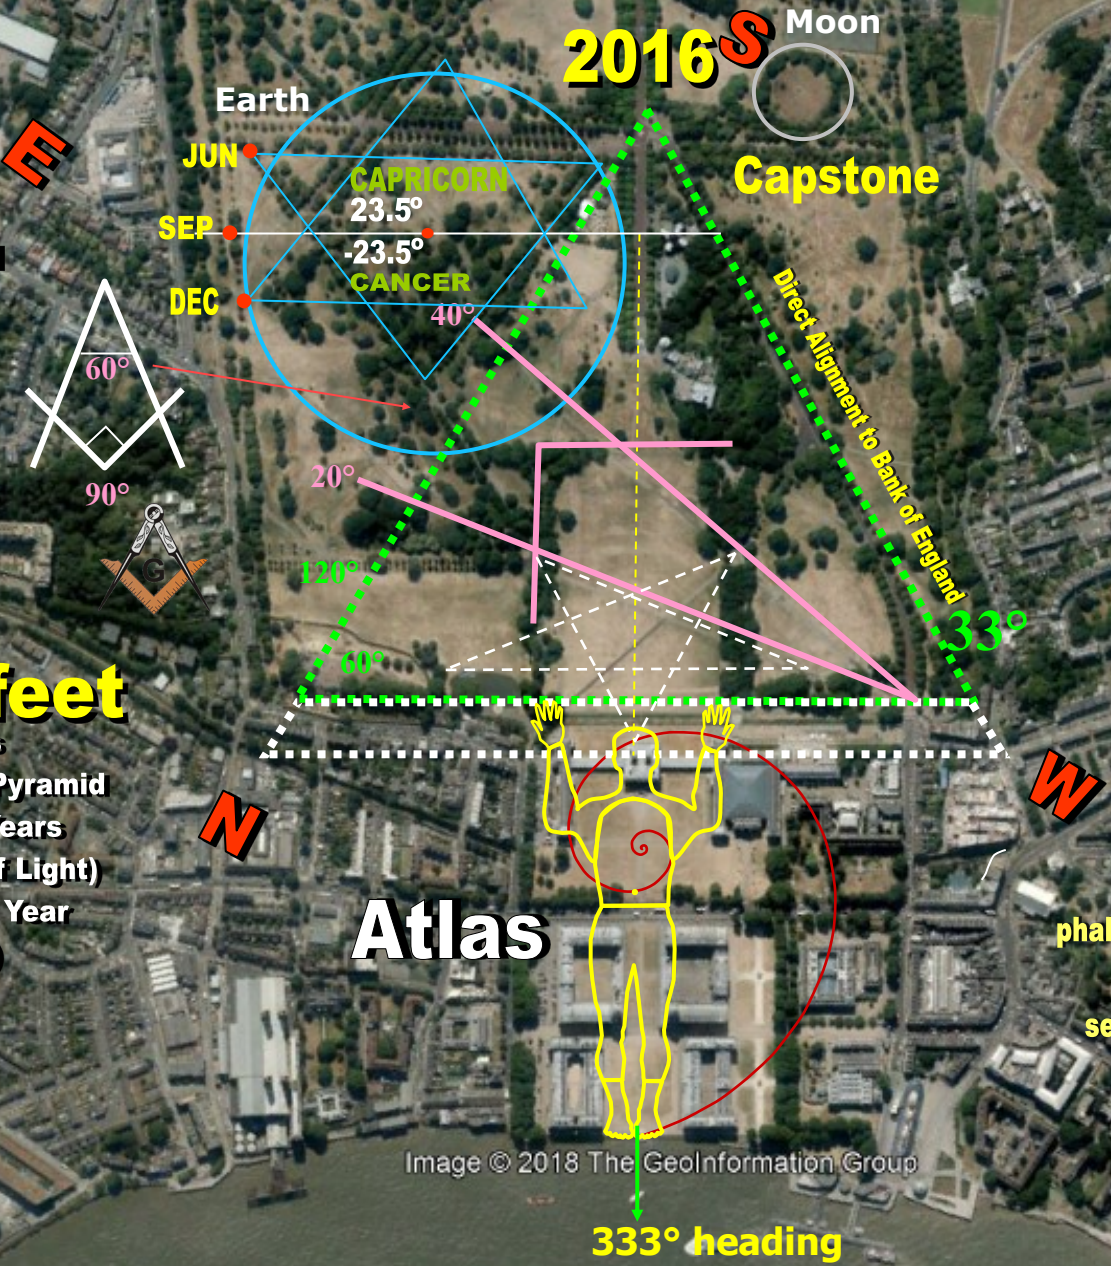 Moon
S
2016
Earth
E
JUN
Capstone
CAPRICORN
23.5º
SEP
-23.5º
CANCER
DEC
40°
Direct Alignment to Bank of England
60°
20°
90°
G
120°
33°
60°
feet
Pyramid
W
N
ears
f Light)
Year
Atlas
phal
se
Image © 2018 The GeoInformation Group
333° heading